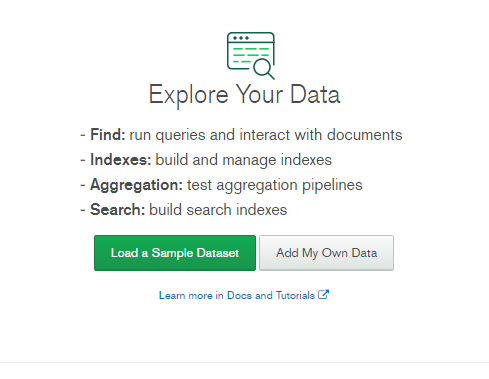 Explore Your Data
- Find: run queries and interact with documents
- Indexes: build and manage indexes
- Aggregation: test aggregation pipelines
- Search: build search indexes
Load a Sample Dataset Add My Own Data
Learn more in Docs and Tutorials